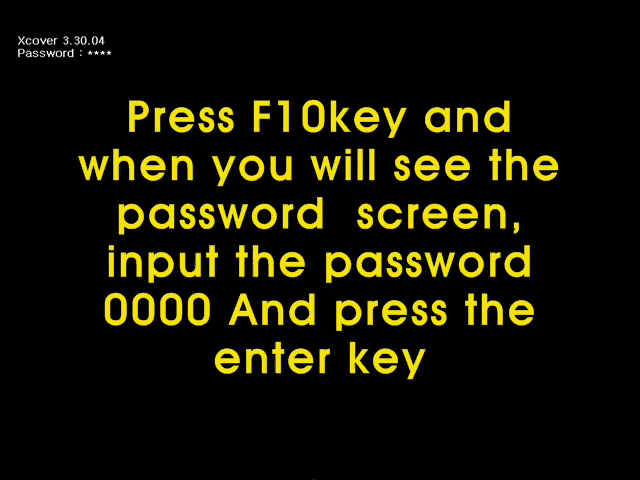 Xcover 3.30.04
Password : ****
Press F10key and
when you will see the
password  screen,
input the password
0000 And press the
enter key